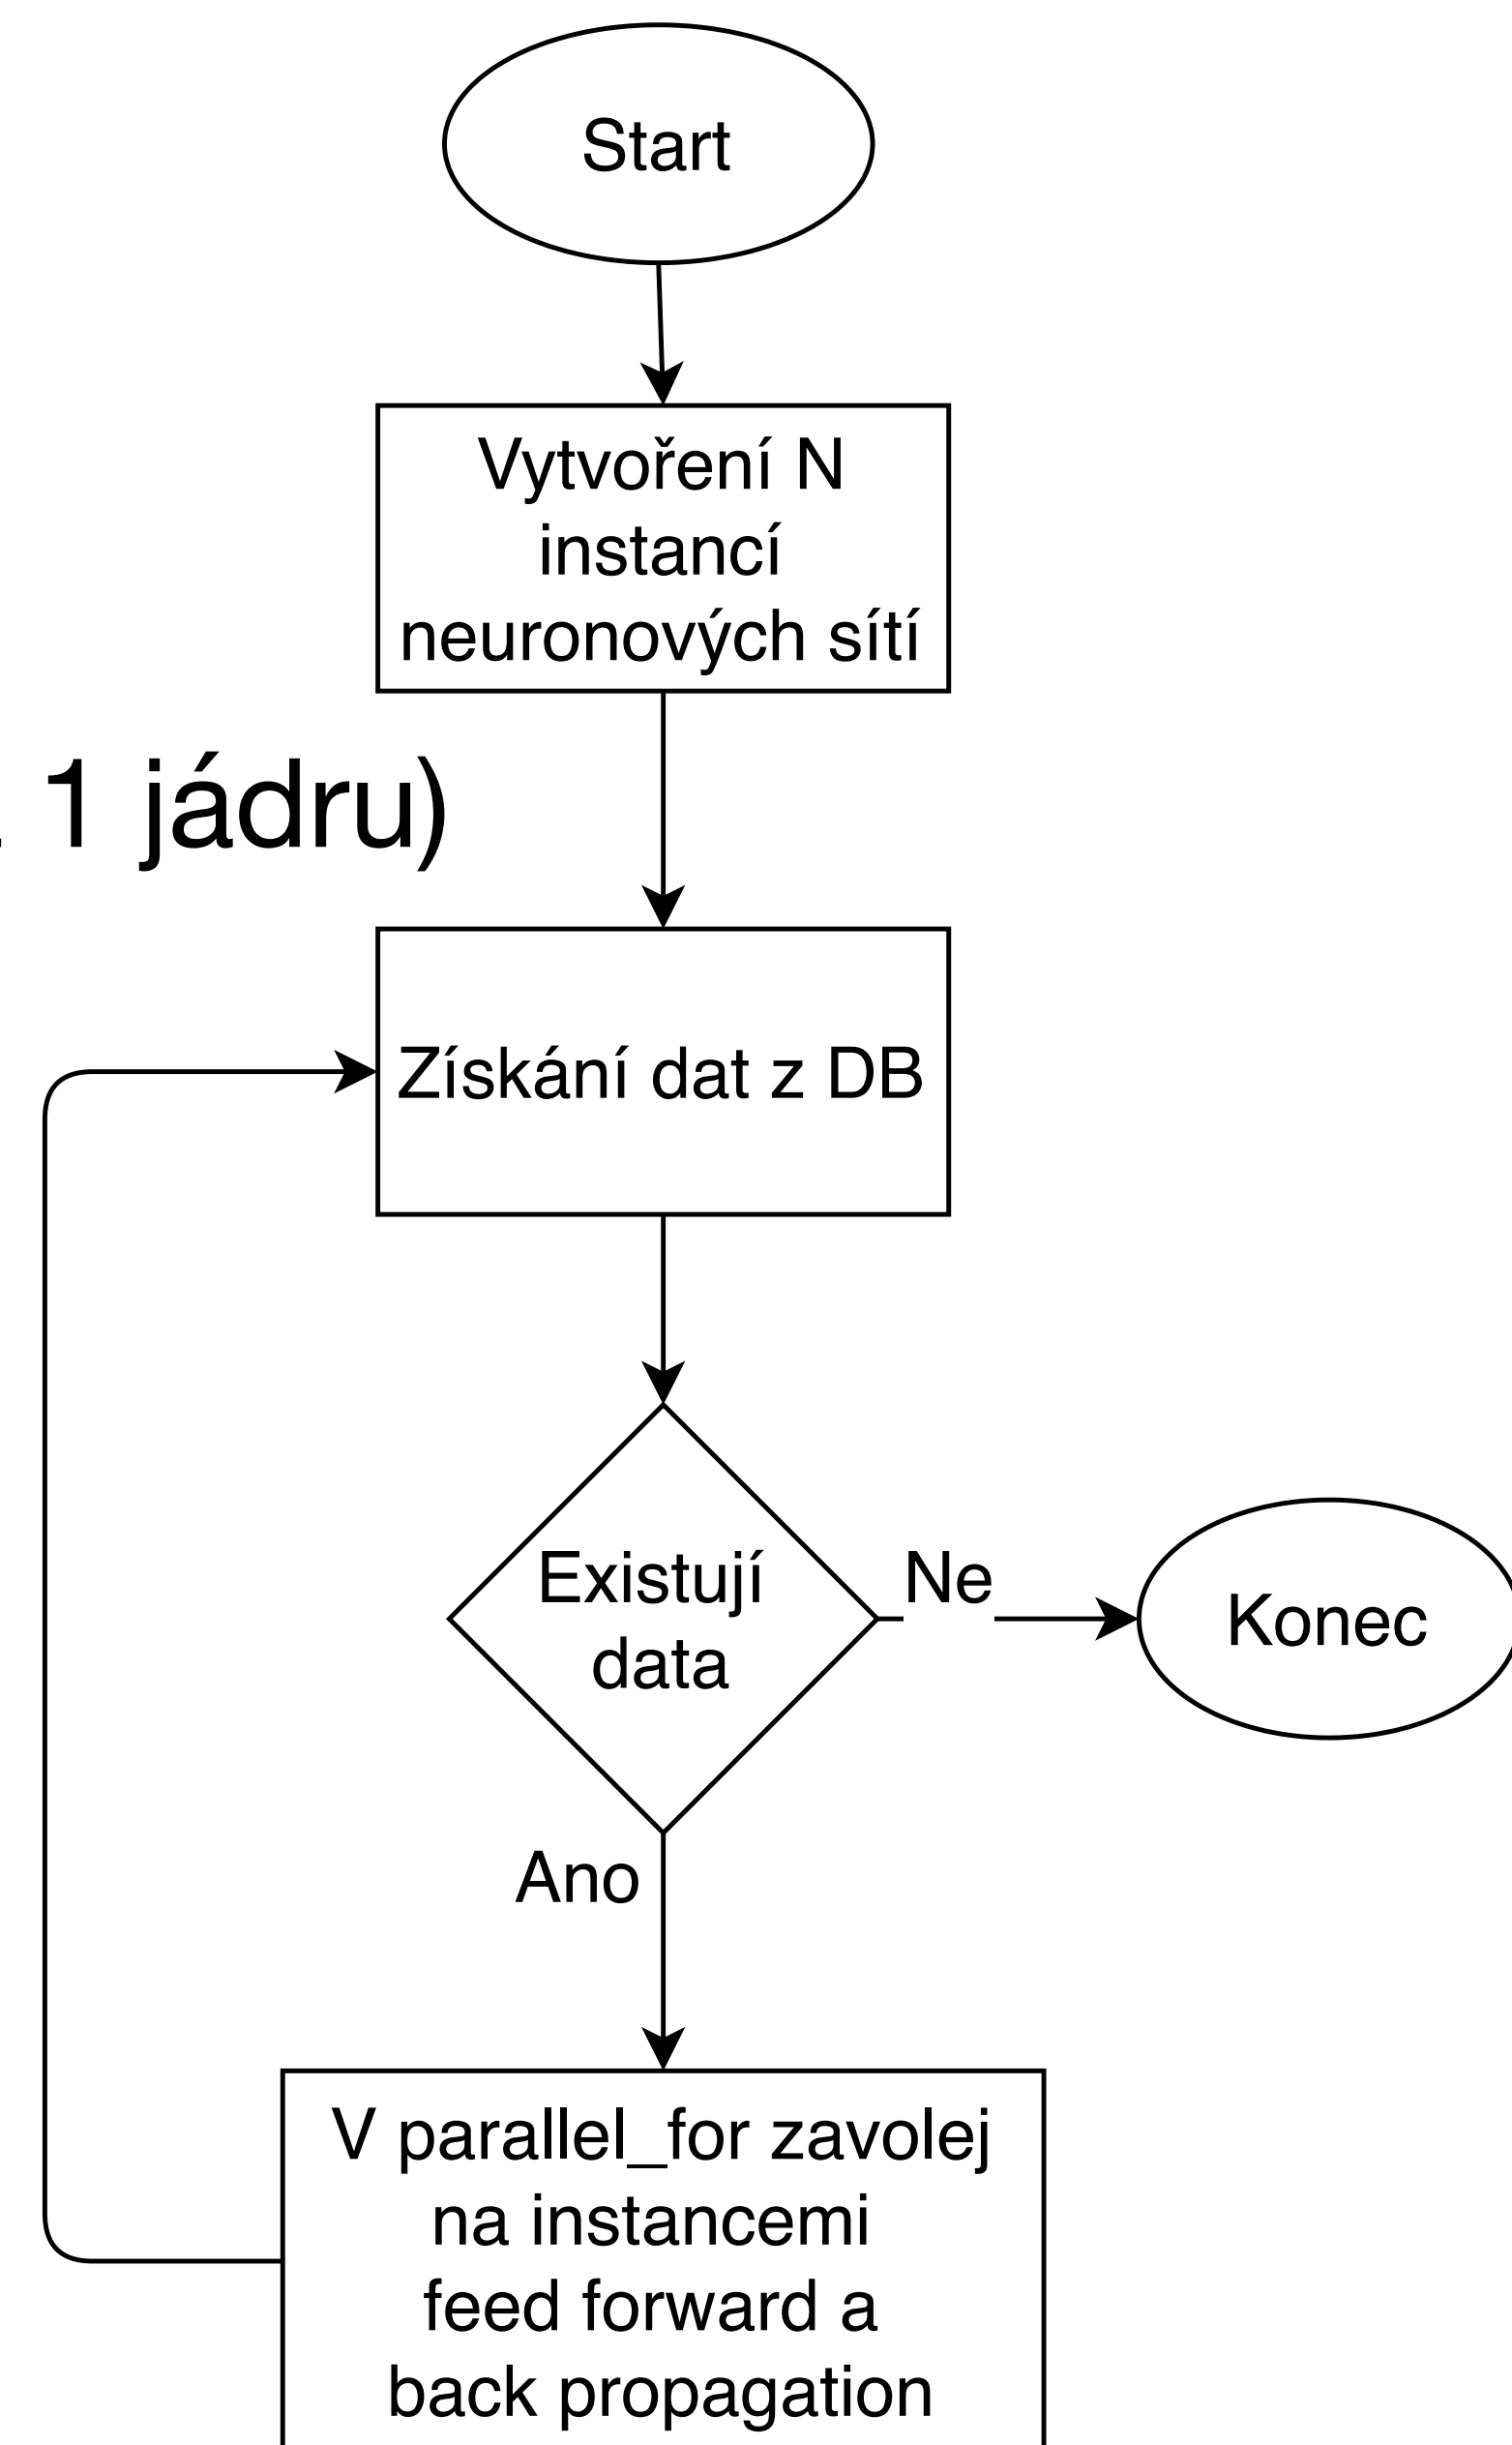 Start
Vytvoření N
instancí
neuronových sítí
1 jádru)
Získání dat z DB
Existují
data
Ne
Konec
Ano
V parallel_for zavolej
na instancemi
feed forward a
back propagation